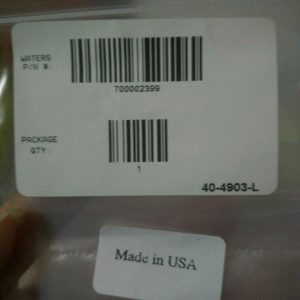 WATERS
P/N #:
700002399
PACKAGE
QTY:
1
40-4903-L
Made in USA